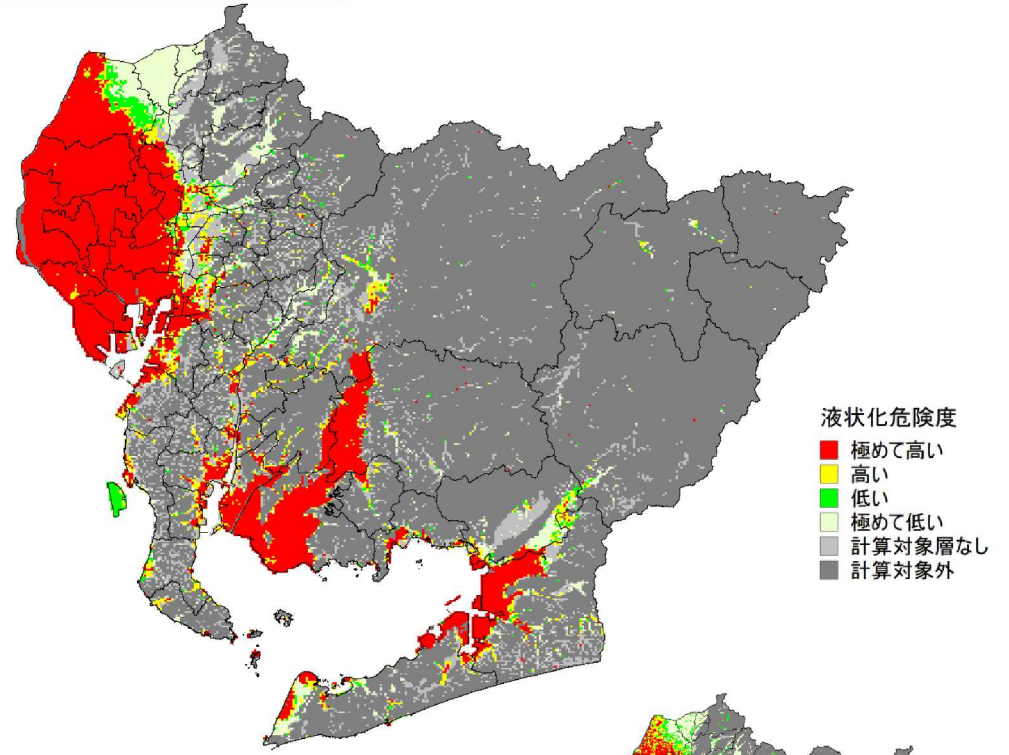 液状化危険度
極めて高い
高い
低い
極めて低い
計算対象層なし
計算対象外